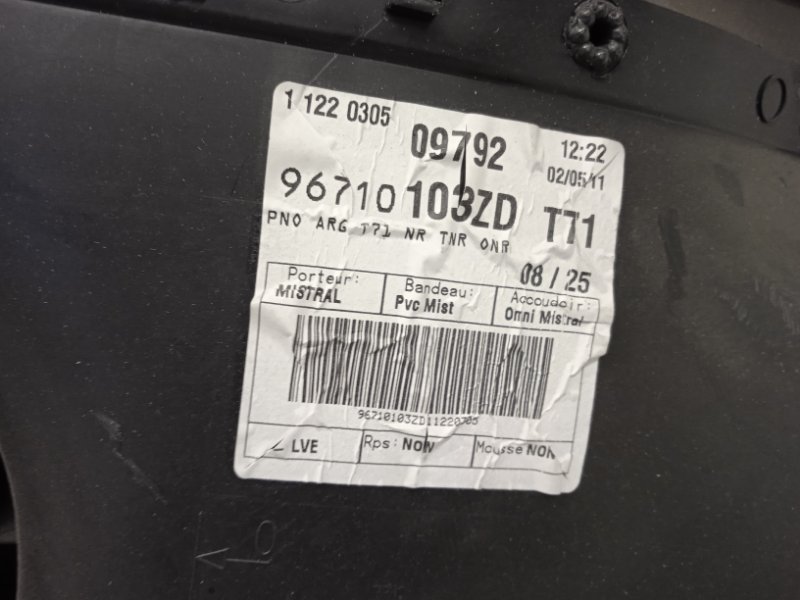 1 122 0305
09792
12:22
02/05/11
96710103ZD T71
PNO ARG T71 NR TNR ONR
08 / 25
Porteur: Bandeau: Accoudoir:
MISTRAL Pvc Mist Omni Mistral
LVE Rps: NON Mousse NON